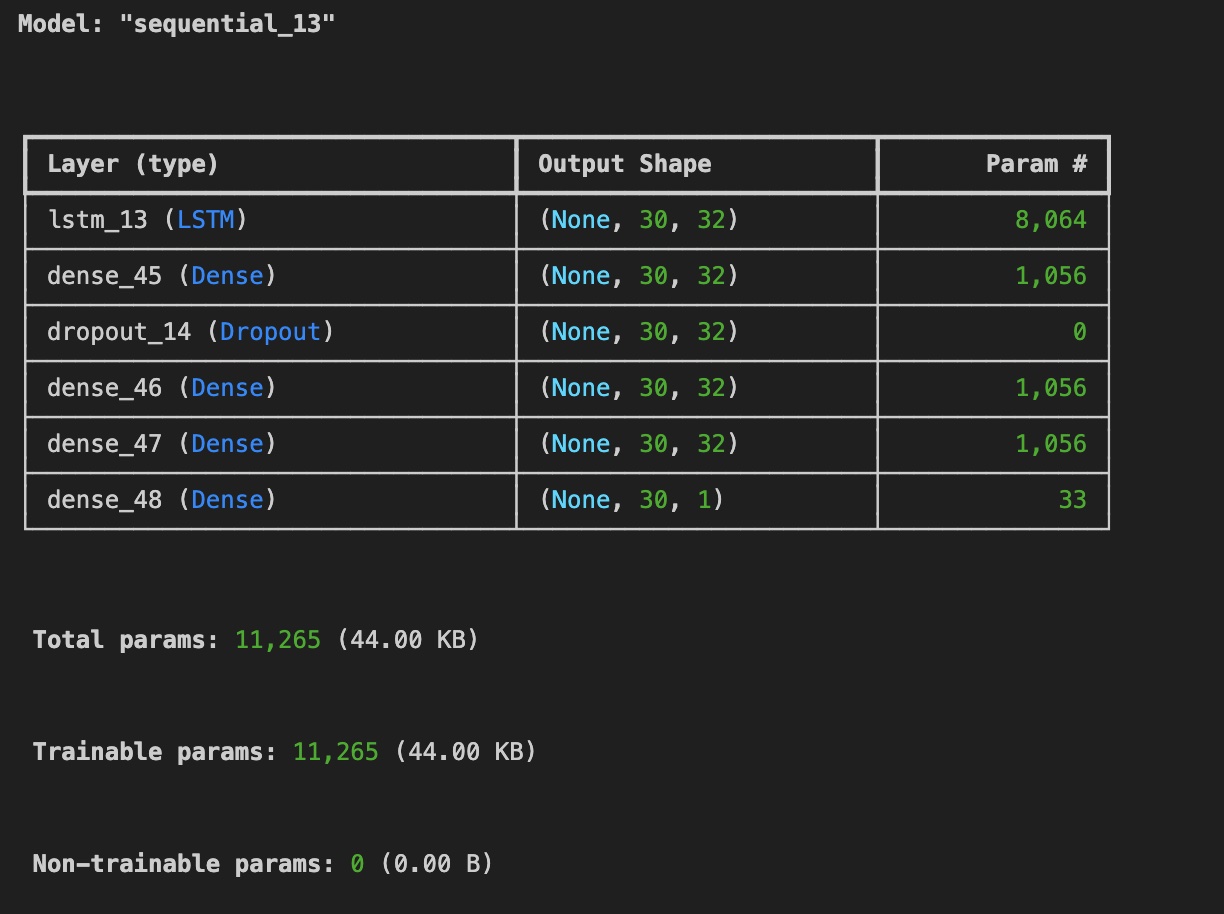 Model: "sequential_13"
Layer (type) Output Shape Param #
lstm_13 (LSTM) (None, 30, 32) 8,064
dense_45 (Dense) (None, 30, 32) 1,056
dropout_14 (Dropout) (None, 30, 32) 0
dense_46 (Dense) (None, 30, 32) 1,056
dense_47 (Dense) (None, 30, 32) 1,056
dense_48 (Dense) (None, 30, 1) 33
Total params: 11,265 (44.00 KB)
Trainable params: 11,265 (44.00 KB)
Non-trainable params: 0 (0.00 B)